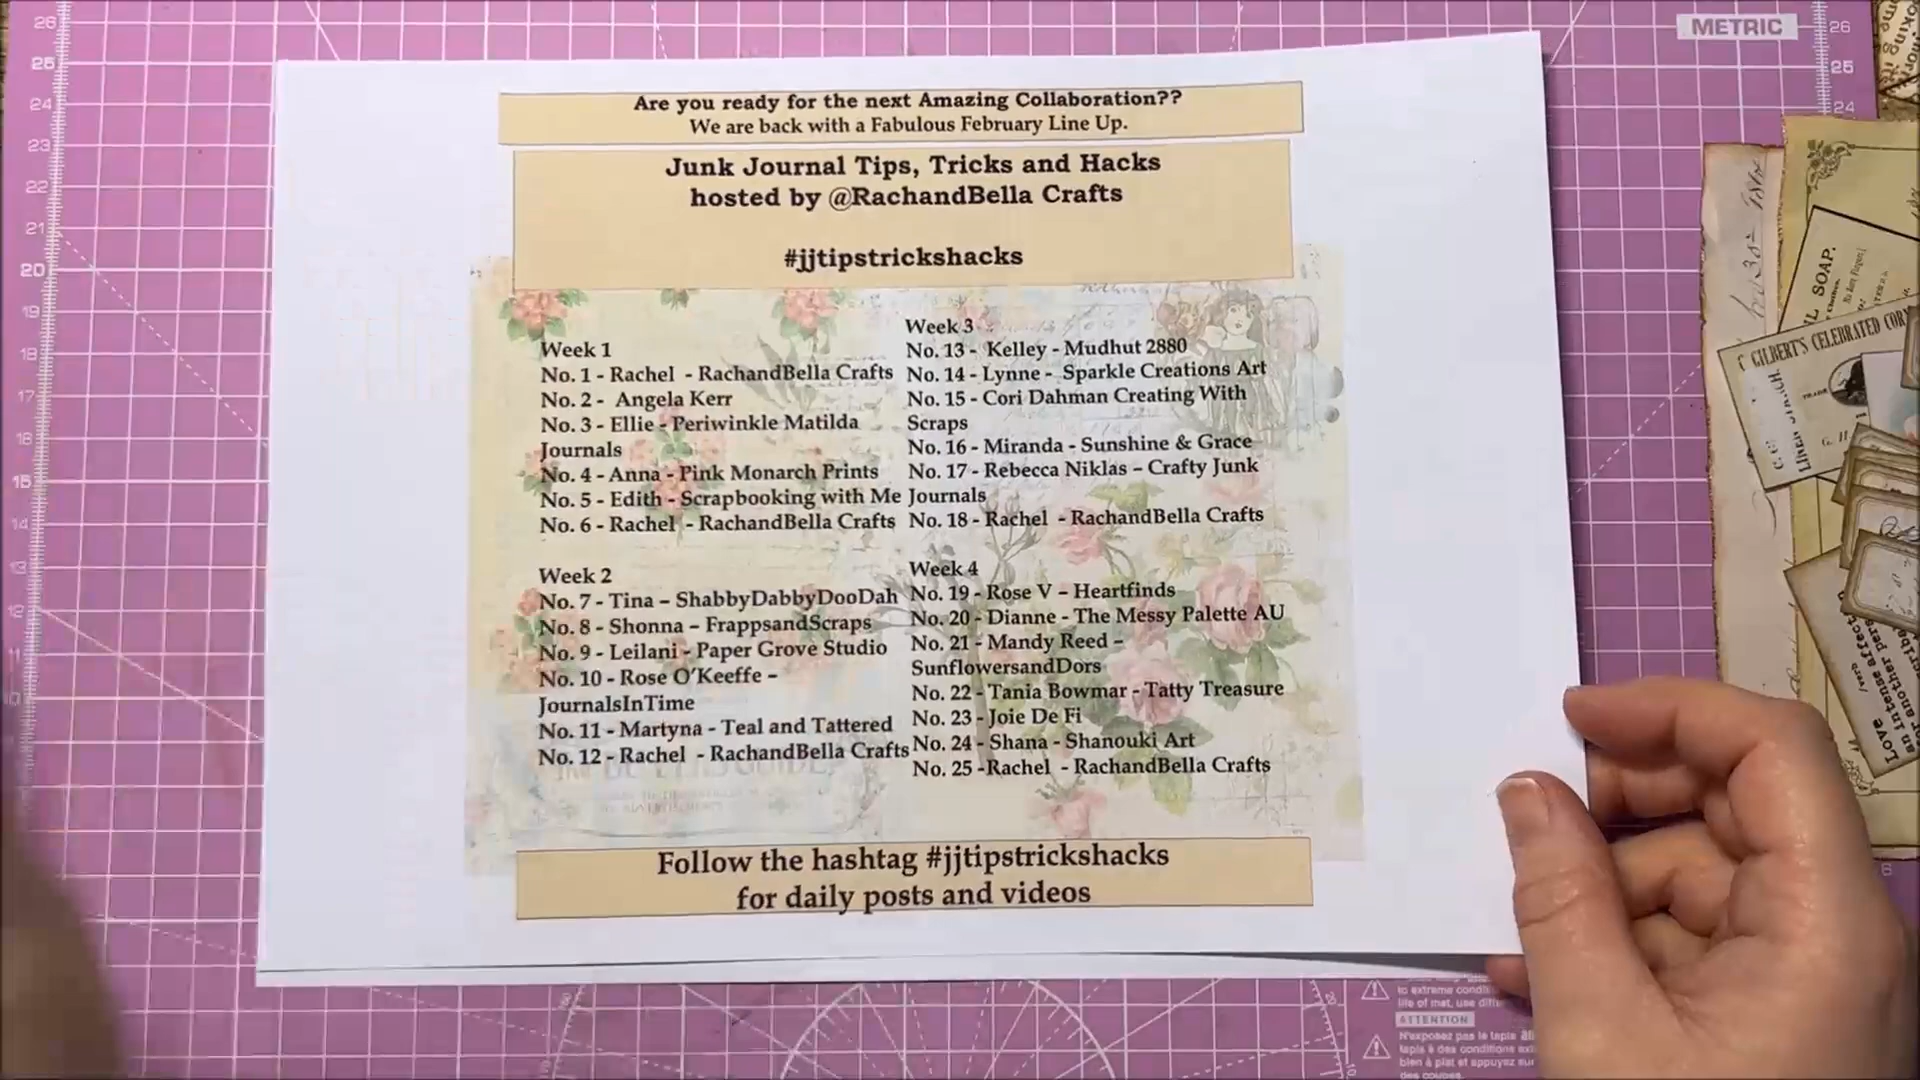 METRIC
Are you ready for the next Amazing Collaboration??
We are back with a Fabulous February Line Up.
Junk Journal Tips, Tricks and Hacks
hosted by @RachandBella Crafts
#jjtipstrickshacks
Week 1
No. 1 - Rachel - RachandBella Crafts
No. 2 - Angela Kerr
No. 3 - Ellie - Periwinkle Matilda
Journals
No. 4 - Anna - Pink Monarch Prints
No. 5 - Edith - Scrapbooking with Me
No. 6 - Rachel - RachandBella Crafts
Week 2
No. 7 - Tina – ShabbyDabbyDooDah
No. 8 - Shonna – FrappsandScraps
No. 9 - Leilani - Paper Grove Studio
No. 10 - Rose O'Keeffe –
JournalsInTime
No. 11 - Martyna - Teal and Tattered
No. 12 - Rachel - RachandBella Crafts
Week 3
No. 13 - Kelley - Mudhut 2880
No. 14 - Lynne - Sparkle Creations Art
No. 15 - Cori Dahman Creating With
Scraps
No. 16 - Miranda - Sunshine & Grace
No. 17 - Rebecca Niklas – Crafty Junk
Journals
No. 18 - Rachel - RachandBella Crafts
Week 4
No. 19 - Rose V – Heartfinds
No. 20 - Dianne - The Messy Palette AU
No. 21 - Mandy Reed –
SunflowersandDors
No. 22 - Tania Bowmar - Tatty Treasure
No. 23 - Joie De Fi
No. 24 - Shana - Shanouki Art
No. 25 -Rachel - RachandBella Crafts
Follow the hashtag #jjtipstrickshacks
for daily posts and videos
SOAP.
GILBERT'S CELEBRATED COR
ATTENTION
N'exposez pas le tapis